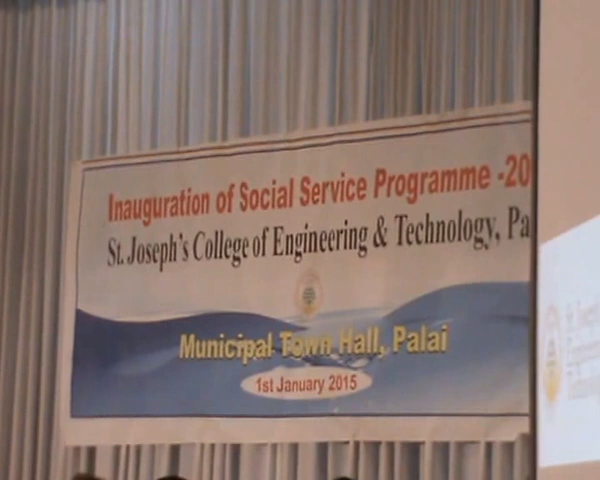 Inauguration of Social Service Programme -20
St. Joseph's College of Engineering & Technology, Pa
Municipal Town Hall, Palai
1st January 2015